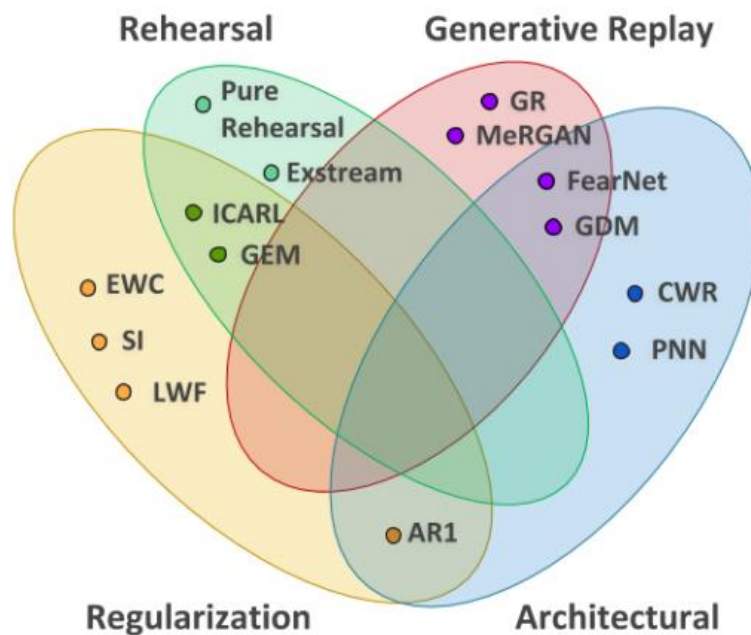 Rehearsal
Generative Replay
Pure
Rehearsal
GR
MeRGAN
Exstream
FearNet
ICARL
GDM
GEM
EWC
CWR
SI
PNN
LWF
AR1
Regularization
Architectural